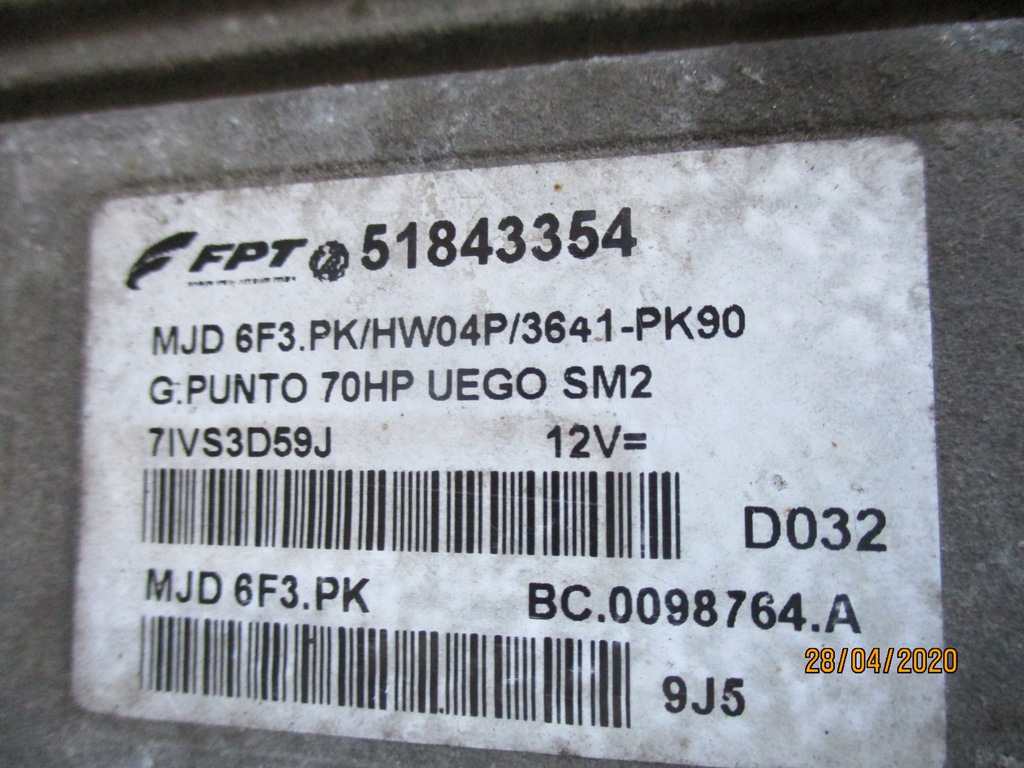 FPT 51843354
MJD 6F3.PK/HW04P/3641-PK90
G.PUNTO 70HP UEGO SM2
7IVS3D59J 12V=
D032
MJD 6F3.PK BC.0098764.A
28/04/2020
9J5